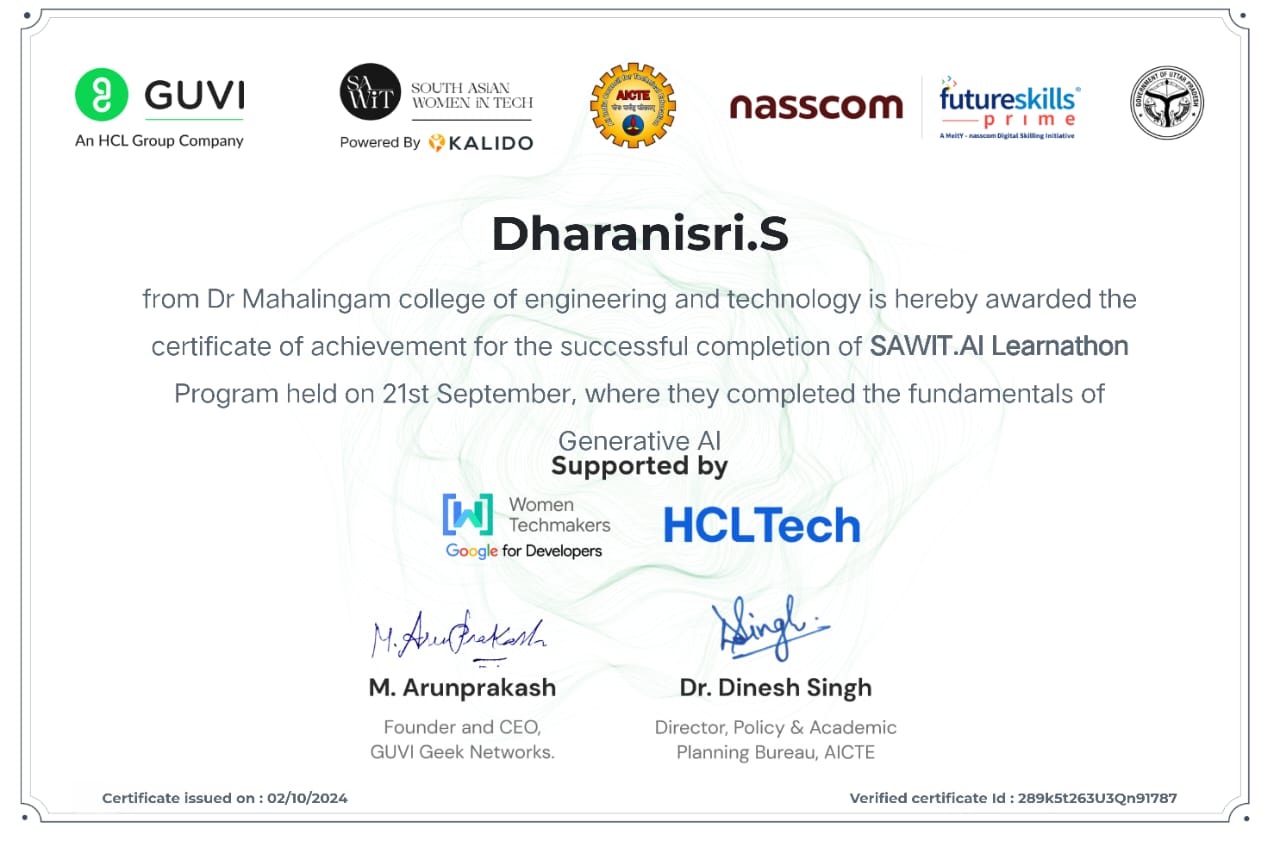 GUVI
An HCL Group Company
SA
WiT
SOUTH ASIAN
WOMEN IN TECH
Powered By KALIDO
AICTE
nasscom
futureskills
prime
A MeitY - nasscom Digital Skilling Initiative
GOVERNMENT OF UTTAR PRADESH
Dharanisri.S
from Dr Mahalingam college of engineering and technology is hereby awarded the
certificate of achievement for the successful completion of SAWIT.AI Learnathon
Program held on 21st September, where they completed the fundamentals of
Generative AI
Supported by
Women
Techmakers
Google for Developers
HCLTech
M. ArunPrakash
Singh.
M. Arunprakash
Founder and CEO,
GUVI Geek Networks.
Dr. Dinesh Singh
Director, Policy & Academic
Planning Bureau, AICTE
Certificate issued on : 02/10/2024
Verified certificate Id : 289k5t263U3Qn91787